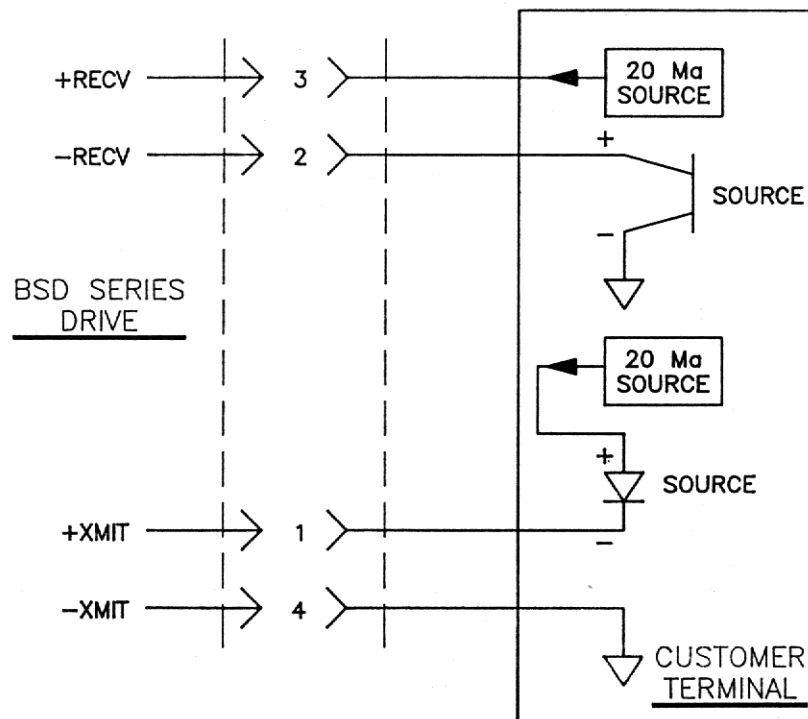 +RECV
3
20 Ma
SOURCE
-RECV
2
+
SOURCE
-
BSD SERIES
DRIVE
20 Ma
SOURCE
+
SOURCE
+XMIT
1
-
-XMIT
4
CUSTOMER
TERMINAL